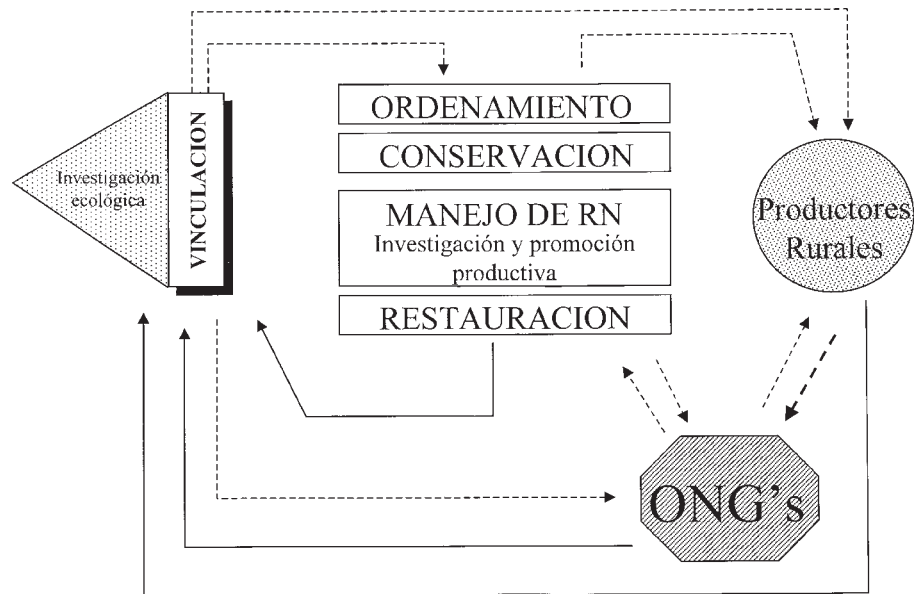 Investigación
ecológica
VINCULACION
ORDENAMIENTO
CONSERVACION
MANEJO DE RN
Investigación y promoción
productiva
RESTAURACION
Productores
Rurales
ONG's